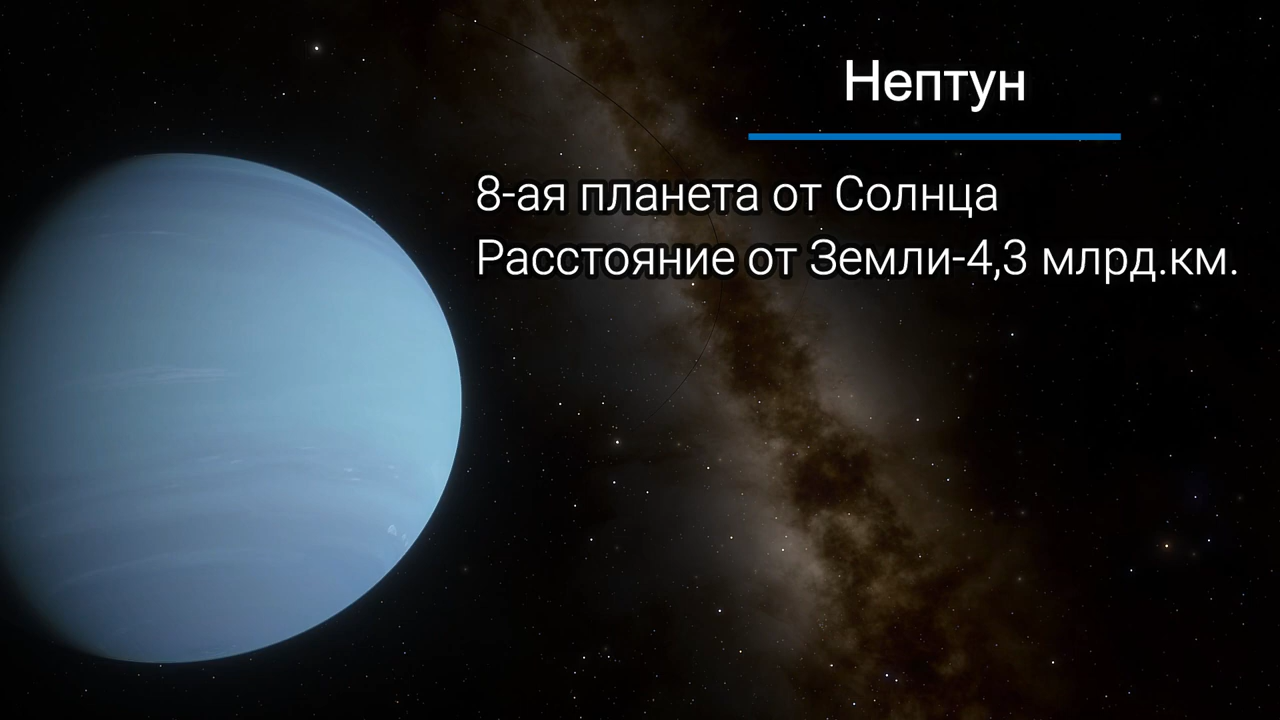 Нептун
8-ая планета от Солнца
Расстояние от Земли-4,3 млрд.км.